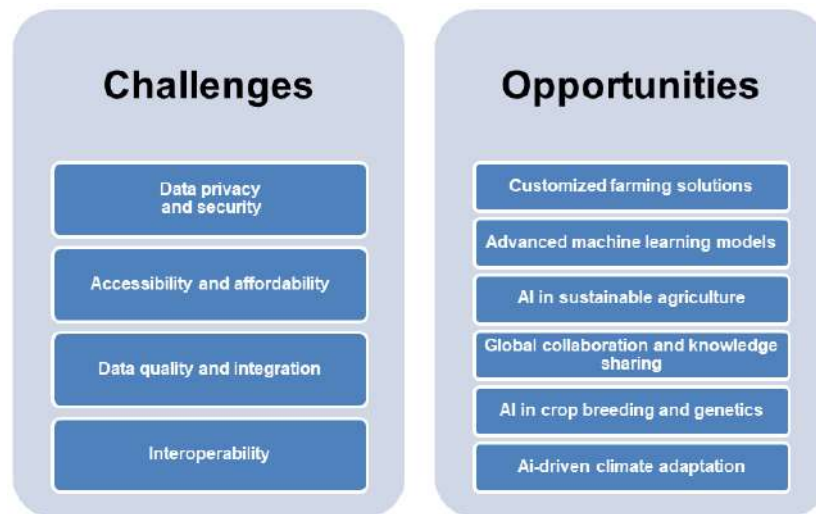 Challenges
Data privacy
and security
Accessibility and affordability
Data quality and integration
Interoperability
Opportunities
Customized farming solutions
Advanced machine learning models
AI in sustainable agriculture
Global collaboration and knowledge
sharing
AI in crop breeding and genetics
Ai-driven climate adaptation